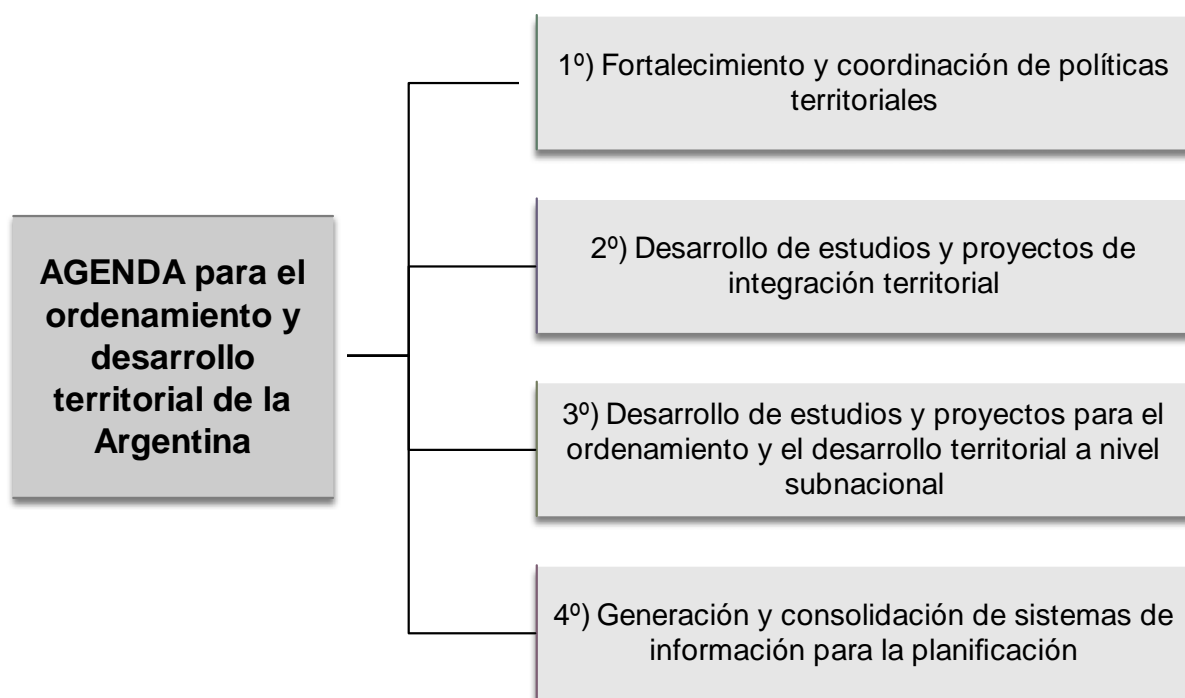 1º) Fortalecimiento y coordinación de políticas
territoriales
2º) Desarrollo de estudios y proyectos de
integración territorial
AGENDA para el
ordenamiento y
desarrollo
territorial de la
Argentina
3º) Desarrollo de estudios y proyectos para el
ordenamiento y el desarrollo territorial a nivel
subnacional
4º) Generación y consolidación de sistemas de
información para la planificación